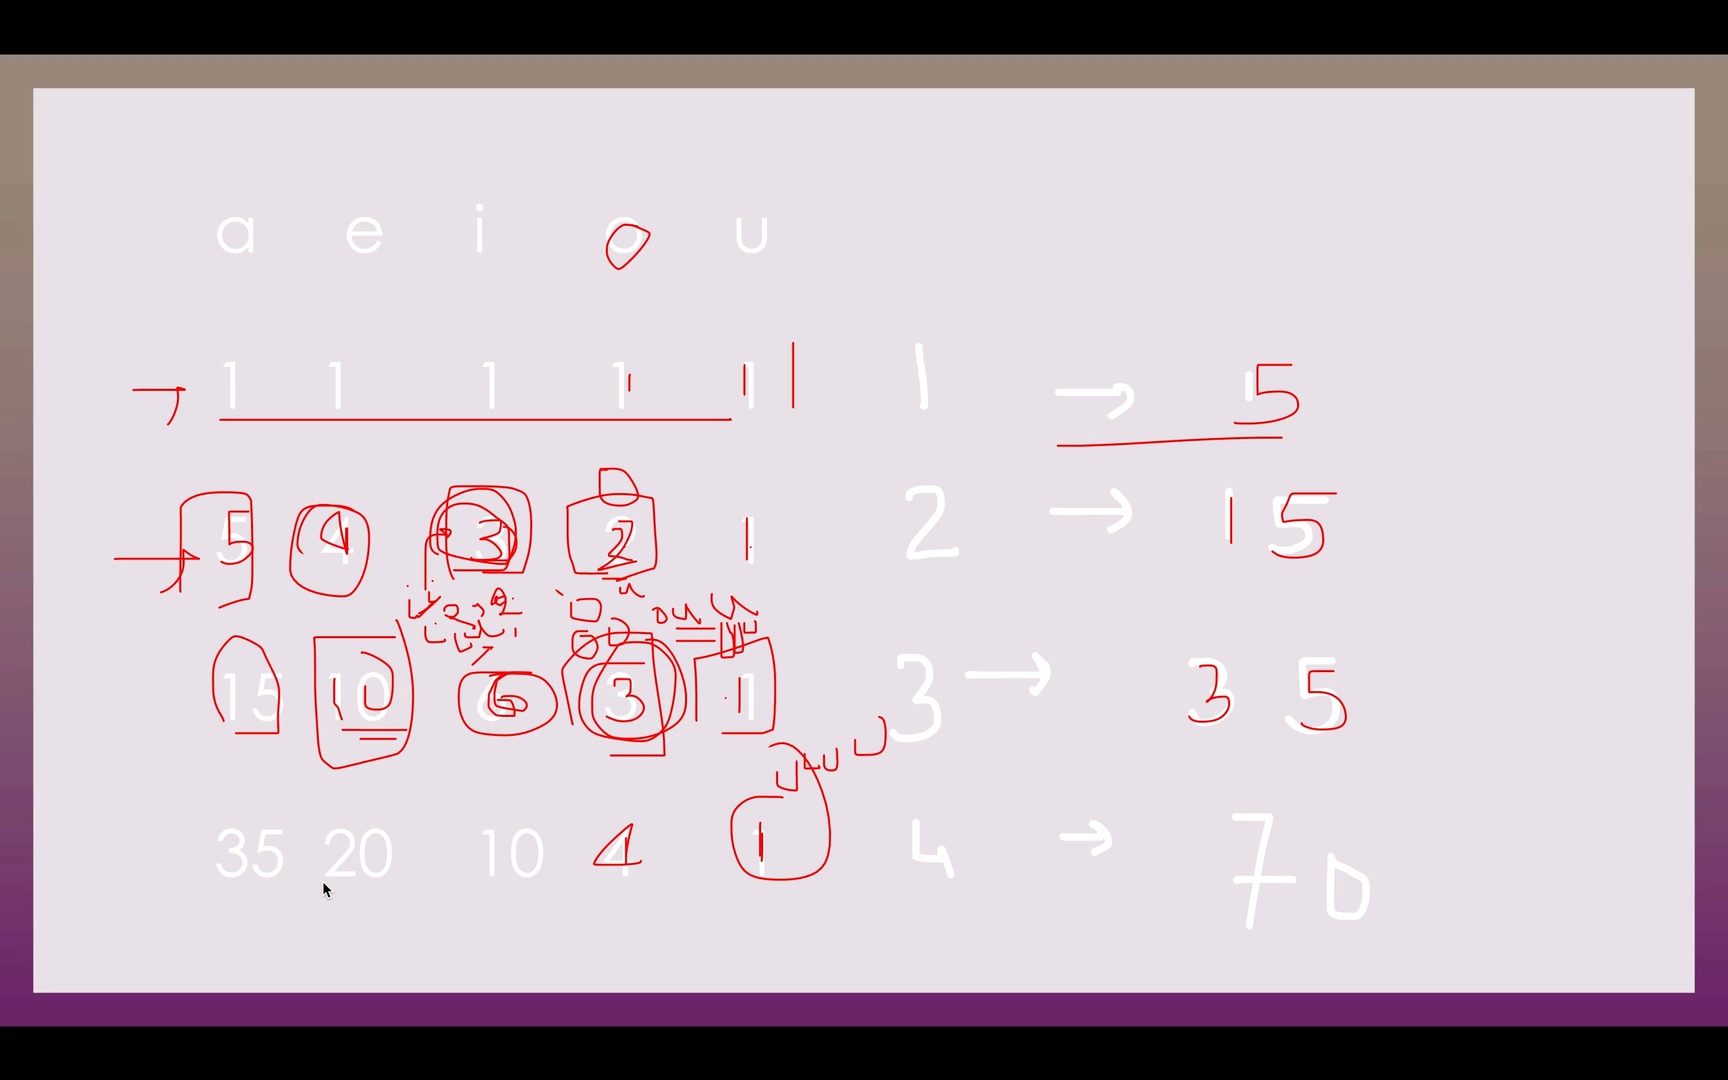 a e i o u
1 1 1 1 1 1 → 5
5 4 3 2 1 2 → 15
15 10 6 3 1 3 → 35
35 20 10 4 1 4 → 70